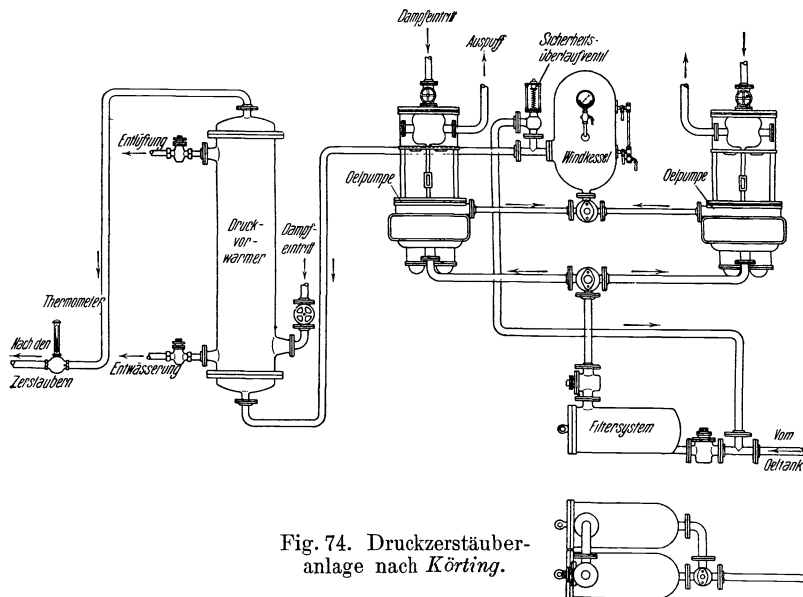 Dampfeintritt
Auspuff
Sicherheits-
überlaufventil
Entlüftung
Windkessel
Oelpumpe
Oelpumpe
Druck-
vor-
wärmer
Dampf-
eintritt
Thermometer
Nach den
Zerstäubern
Entwässerung
Filtersystem
Vom
Oeltank
Fig. 74. Druckzerstäuber-
anlage nach Körting.